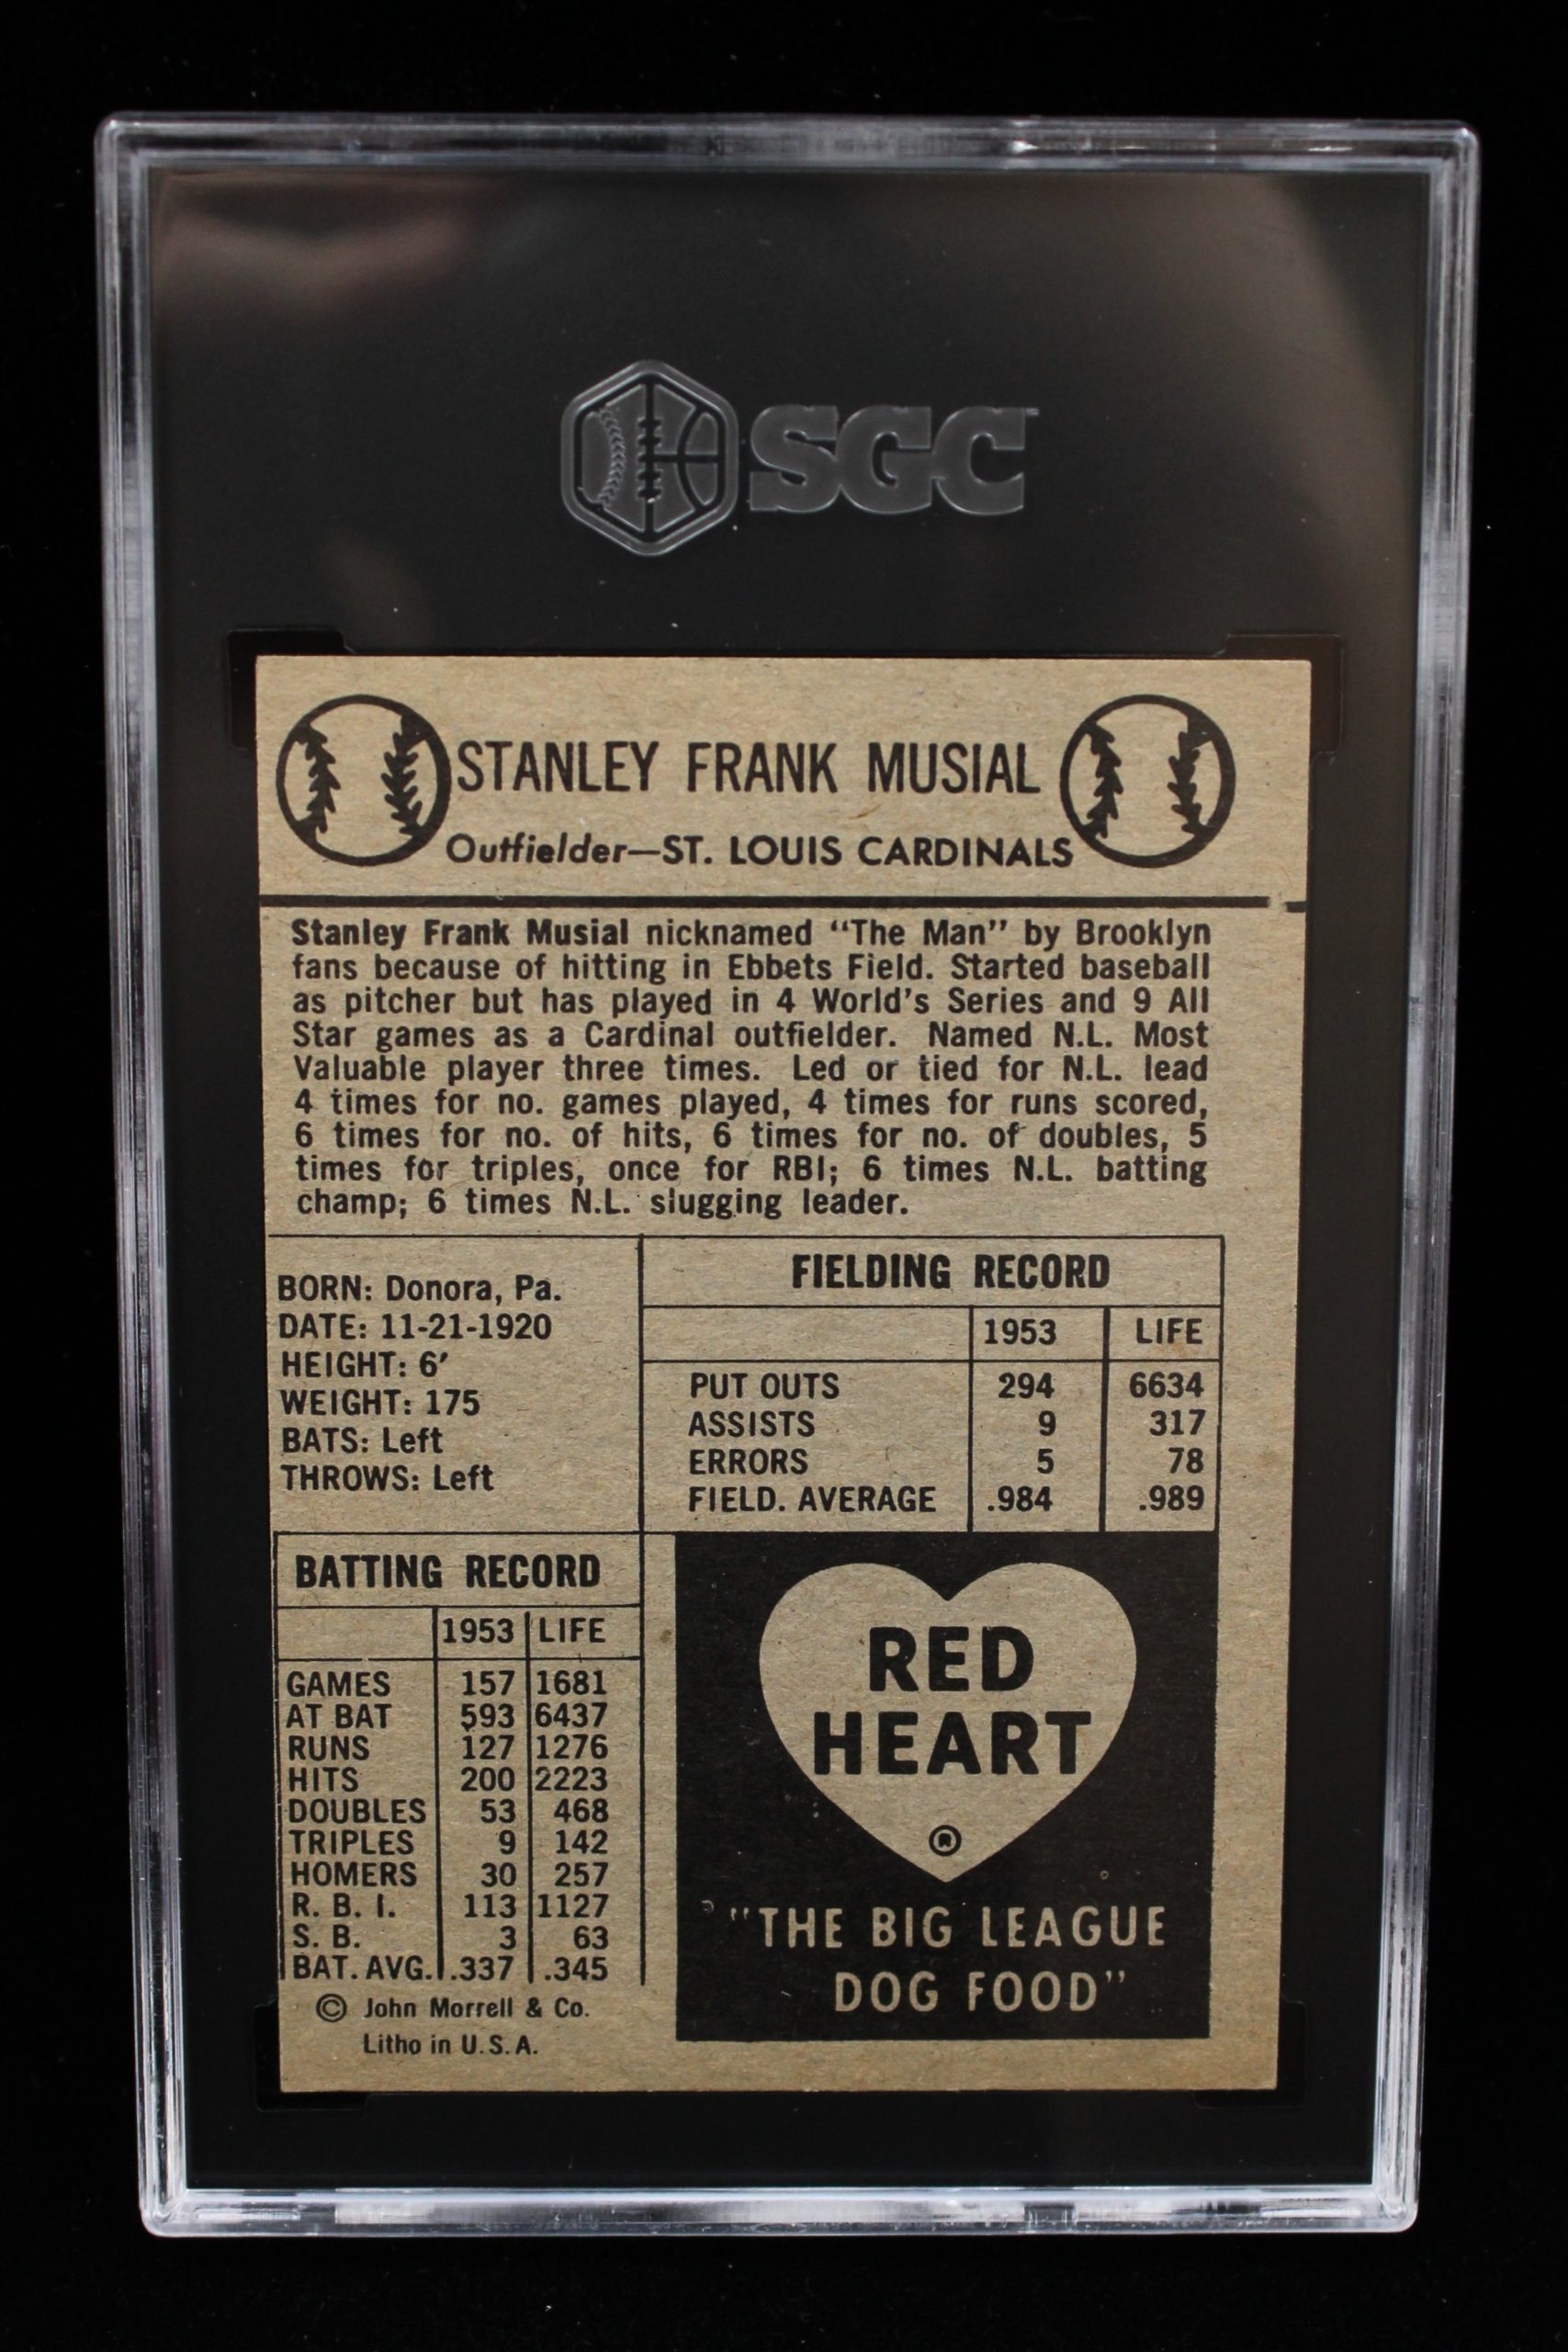 SGC
STANLEY FRANK MUSIAL
Outfielder—ST. LOUIS CARDINALS
Stanley Frank Musial nicknamed “The Man” by Brooklyn
fans because of hitting in Ebbets Field. Started baseball
as pitcher but has played in 4 World’s Series and 9 All
Star games as a Cardinal outfielder. Named N.L. Most
Valuable player three times. Led or tied for N.L. lead
4 times for no. games played, 4 times for runs scored,
6 times for no. of hits, 6 times for no. of doubles, 5
times for triples, once for RBI; 6 times N.L. batting
champ; 6 times N.L. slugging leader.
BORN: Donora, Pa.
DATE: 11-21-1920
HEIGHT: 6′
WEIGHT: 175
BATS: Left
THROWS: Left
FIELDING RECORD
1953 LIFE
PUT OUTS 294 6634
ASSISTS 9 317
ERRORS 5 78
FIELD. AVERAGE .984 .989
BATTING RECORD
1953 LIFE
GAMES 157 1681
AT BAT 593 6437
RUNS 127 1276
HITS 200 2223
DOUBLES 53 468
TRIPLES 9 142
HOMERS 30 257
R. B. I. 113 1127
S. B. 3 63
BAT. AVG. .337 .345
© John Morrell & Co.
Litho in U.S.A.
RED
HEART
®
"THE BIG LEAGUE
DOG FOOD"